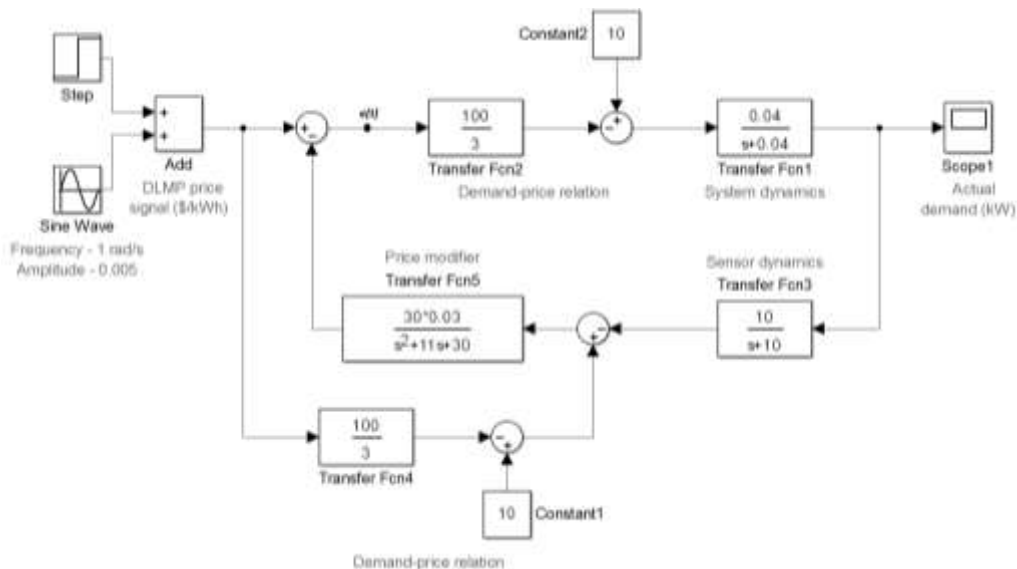 Step
Sine Wave
Frequency - 1 rad/s
Amplitude - 0.005
+
+
Add
DLMP price
signal ($/kWh)
+
-
e(t)
100
3
Transfer Fcn2
Demand-price relation
Constant2
10
-
+
0.04
s+0.04
Transfer Fcn1
System dynamics
Scope1
Actual
demand (kW)
Price modifier
Transfer Fcn5
30*0.03
s2+11s+30
-
+
Sensor dynamics
Transfer Fcn3
10
s+10
100
3
Transfer Fcn4
-
+
10
Constant1
Demand-price relation